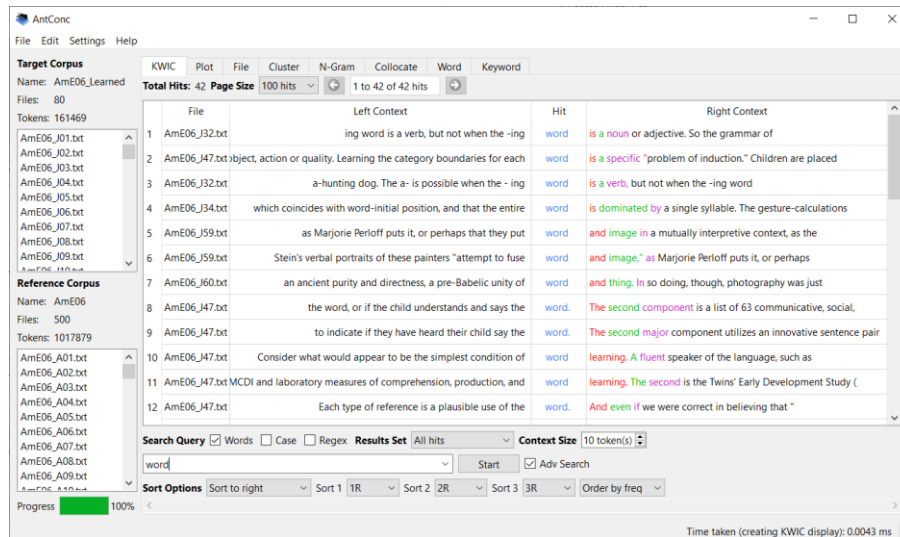 AntConc
File Edit Settings Help
Target Corpus
Name: AmE06_Learned
Files: 80
Tokens: 161469
AmE06_J01.txt
AmE06_J02.txt
AmE06_J03.txt
AmE06_J04.txt
AmE06_J05.txt
AmE06_J06.txt
AmE06_J07.txt
AmE06_J08.txt
AmE06_J09.txt
Reference Corpus
Name: AmE06
Files: 500
Tokens: 1017879
AmE06_A01.txt
AmE06_A02.txt
AmE06_A03.txt
AmE06_A04.txt
AmE06_A05.txt
AmE06_A06.txt
AmE06_A07.txt
AmE06_A08.txt
AmE06_A09.txt
Progress 100%
KWIC Plot File Cluster N-Gram Collocate Word Keyword
Total Hits: 42 Page Size 100 hits 1 to 42 of 42 hits
File Left Context Hit Right Context
1 AmE06_J32.txt ing word is a verb, but not when the -ing word is a noun or adjective. So the grammar of
2 AmE06_J47.txt object, action or quality. Learning the category boundaries for each word is a specific "problem of induction." Children are placed
3 AmE06_J32.txt a-hunting dog. The a- is possible when the - ing word is a verb, but not when the -ing word
4 AmE06_J34.txt which coincides with word-initial position, and that the entire word is dominated by a single syllable. The gesture-calculations
5 AmE06_J59.txt as Marjorie Perloff puts it, or perhaps that they put word and image in a mutually interpretive context, as the
6 AmE06_J59.txt Stein's verbal portraits of these painters "attempt to fuse word and image," as Marjorie Perloff puts it, or perhaps
7 AmE06_J60.txt an ancient purity and directness, a pre-Babelic unity of word and thing. In so doing, though, photography was just
8 AmE06_J47.txt the word, or if the child understands and says the word. The second component is a list of 63 communicative, social,
9 AmE06_J47.txt to indicate if they have heard their child say the word. The second major component utilizes an innovative sentence pair
10 AmE06_J47.txt Consider what would appear to be the simplest condition of word learning. A fluent speaker of the language, such as
11 AmE06_J47.txt MCDI and laboratory measures of comprehension, production, and word learning. The second is the Twins' Early Development Study (
12 AmE06_J47.txt Each type of reference is a plausible use of the word. And even if we were correct in believing that "
Search Query Words Case Regex Results Set All hits Context Size 10 token(s)
word Start Adv Search
Sort Options Sort to right Sort 1 1R Sort 2 2R Sort 3 3R Order by freq
Time taken (creating KWIC display): 0.0043 ms